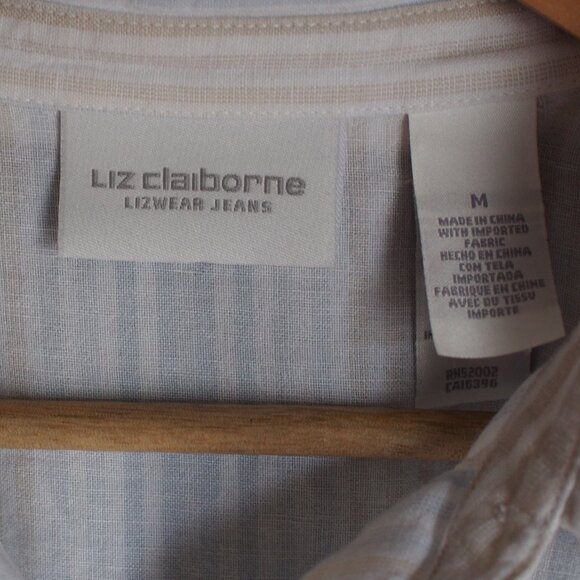 LIZ claiborne
LIZWEAR JEANS
M
MADE IN CHINA
WITH IMPORTED
FABRIC
HECHO EN CHINA
CON TELA
IMPORTADA
FABRIQUE EN CHINE
AVEC DU TISSU
IMPORTE
CA16396